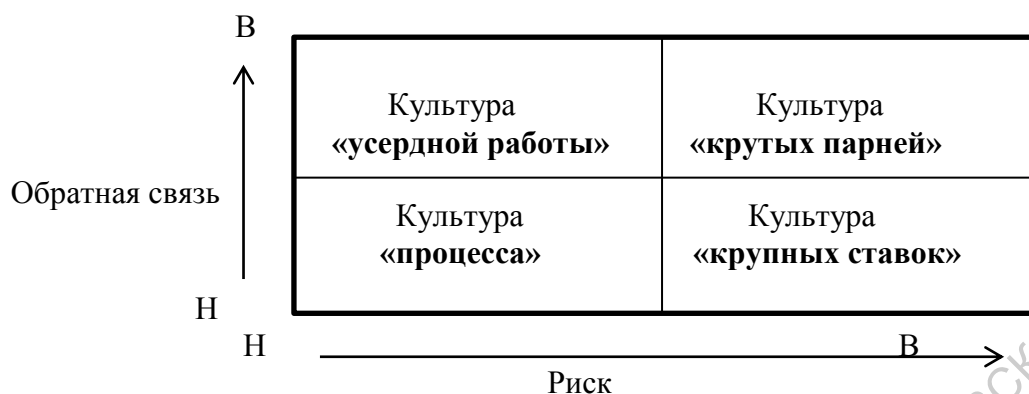 В
Культура
«усердной работы»
Культура
«крутых парней»
Обратная связь
Культура
«процесса»
Культура
«крупных ставок»
Н
Н
В
Риск